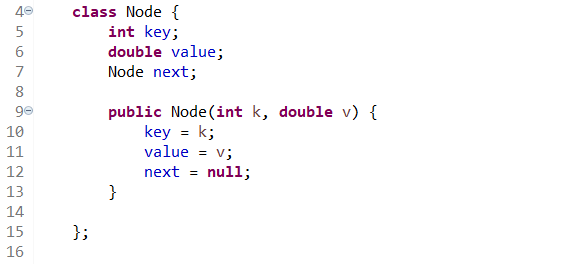 4 class Node {
5 int key;
6 double value;
7 Node next;
8
9 public Node(int k, double v) {
10 key = k;
11 value = v;
12 next = null;
13 }
14
15 };
16